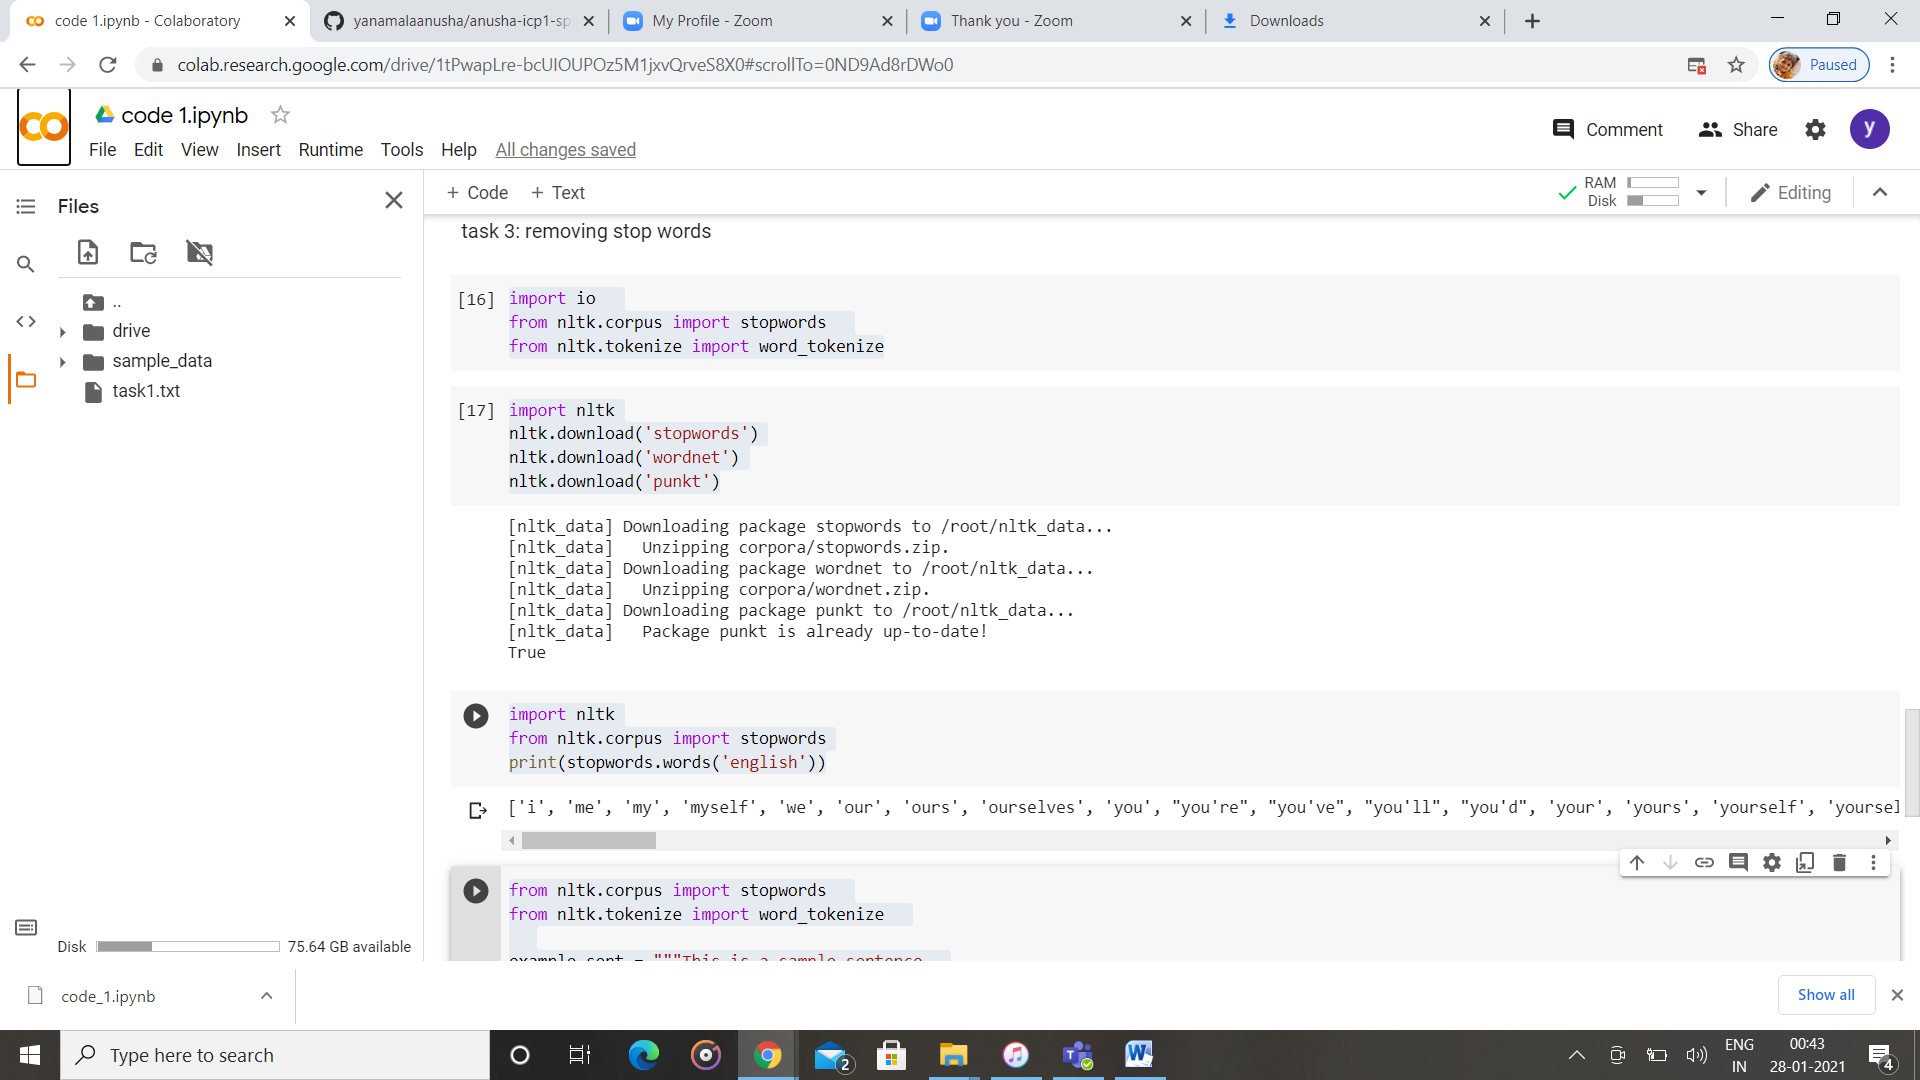 code 1.ipynb - Colaboratory
yanamalaanusha/anusha-icp1-sp
My Profile - Zoom
Thank you - Zoom
Downloads
colab.research.google.com/drive/1tPwapLre-bcUIOUPOz5M1jxvQrveS8X0#scrollTo=0ND9Ad8rDWo0
Paused
code 1.ipynb
Comment
Share
y
File Edit View Insert Runtime Tools Help All changes saved
Files
+ Code + Text
RAM
Disk
Editing
..
drive
sample_data
task1.txt
task 3: removing stop words
[16] import io
from nltk.corpus import stopwords
from nltk.tokenize import word_tokenize
[17] import nltk
nltk.download('stopwords')
nltk.download('wordnet')
nltk.download('punkt')
[nltk_data] Downloading package stopwords to /root/nltk_data...
[nltk_data]   Unzipping corpora/stopwords.zip.
[nltk_data] Downloading package wordnet to /root/nltk_data...
[nltk_data]   Unzipping corpora/wordnet.zip.
[nltk_data] Downloading package punkt to /root/nltk_data...
[nltk_data]   Package punkt is already up-to-date!
True
import nltk
from nltk.corpus import stopwords
print(stopwords.words('english'))
['i', 'me', 'my', 'myself', 'we', 'our', 'ours', 'ourselves', 'you', "you're", "you've", "you'll", "you'd", 'your', 'yours', 'yourself', 'yoursel
from nltk.corpus import stopwords
from nltk.tokenize import word_tokenize
example_sent = """This is a sample sentence
Disk 75.64 GB available
code_1.ipynb
Show all
Type here to search
2
ENG
IN
00:43
28-01-2021
4